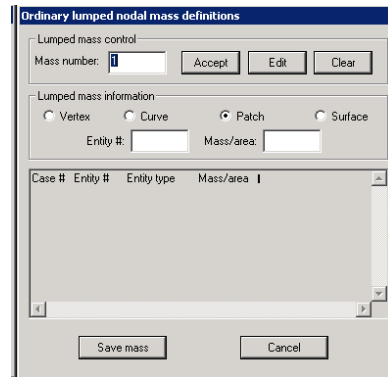 Ordinary lumped nodal mass definitions
Lumped mass control
Mass number: 1 Accept Edit Clear
Lumped mass information
Vertex Curve Patch Surface
Entity #: Mass/area:
Case # Entity # Entity type Mass/area
Save mass Cancel